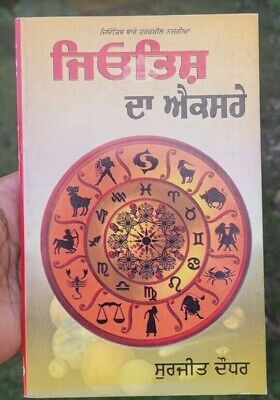 ਜਿਓਤਿਸ਼ ਬਾਰੇ ਤਰਕਸ਼ੀਲ ਨਜ਼ਰੀਆ
ਜਿਓਤਿਸ਼
ਦਾ ਐਕਸਰੇ
ਸੁਰਜੀਤ ਦੌਧਰ